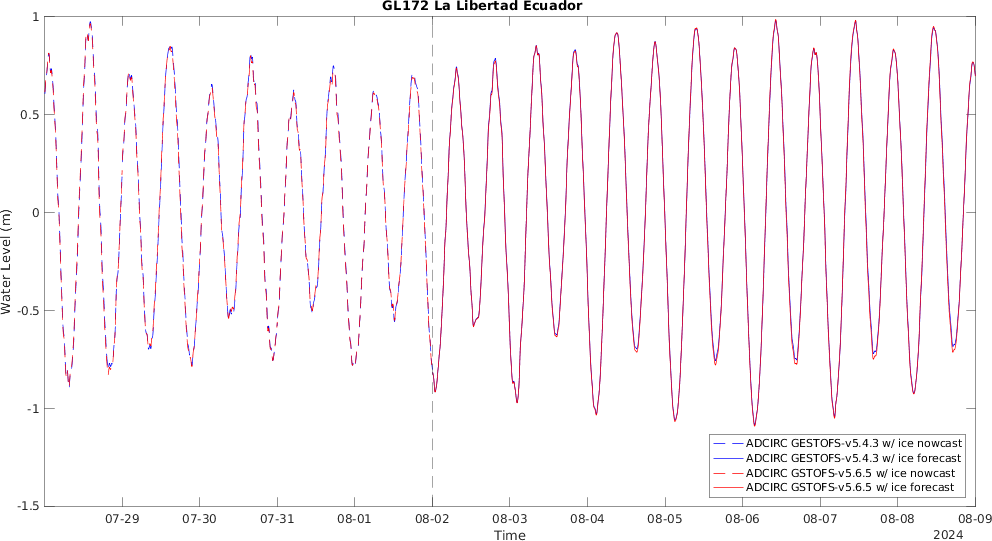 GL172 La Libertad Ecuador
1
0.5
0
-0.5
-1
-1.5
Water Level (m)
ADCIRC GESTOFS-v5.4.3 w/ ice nowcast
ADCIRC GESTOFS-v5.4.3 w/ ice forecast
ADCIRC GSTOFS-v5.6.5 w/ ice nowcast
ADCIRC GSTOFS-v5.6.5 w/ ice forecast
07-29 07-30 07-31 08-01 08-02 08-03 08-04 08-05 08-06 08-07 08-08 08-09
Time
2024